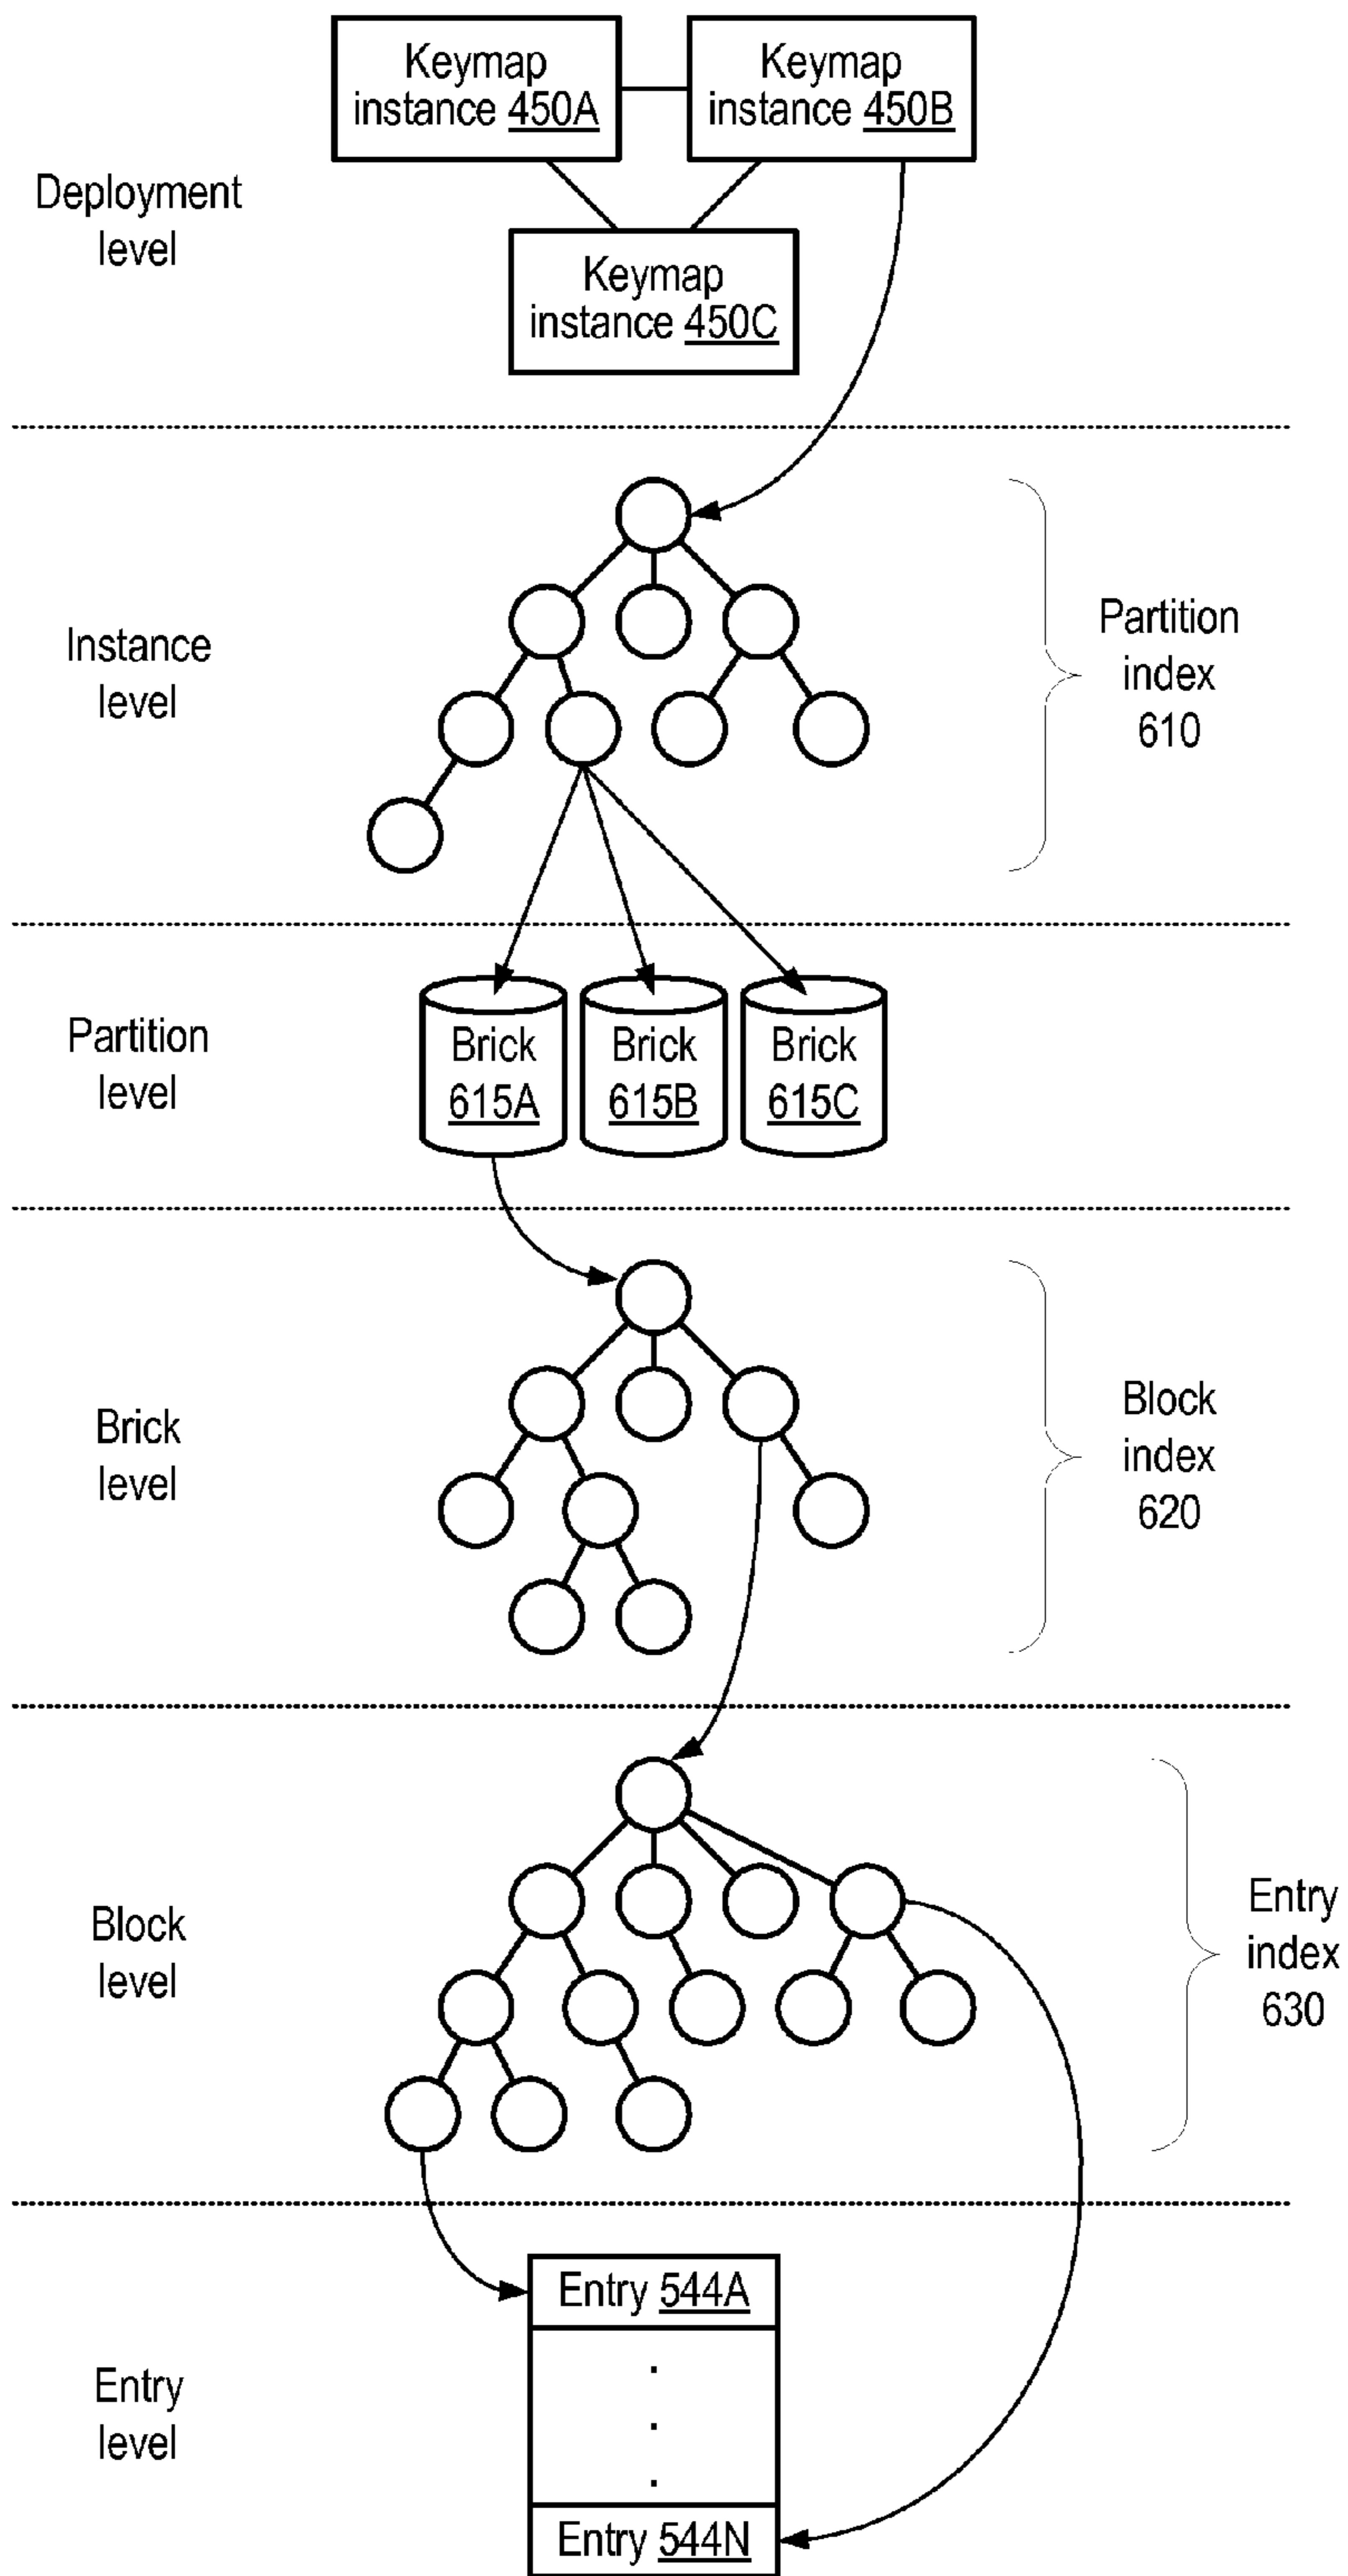 Keymap
instance 450A
Keymap
instance 450B
Deployment
level
Keymap
instance 450C
Instance
level
Partition
index
610
Partition
level
Brick
615A
Brick
615B
Brick
615C
Brick
level
Block
index
620
Block
level
Entry
index
630
Entry
level
Entry 544A
.
.
.
Entry 544N